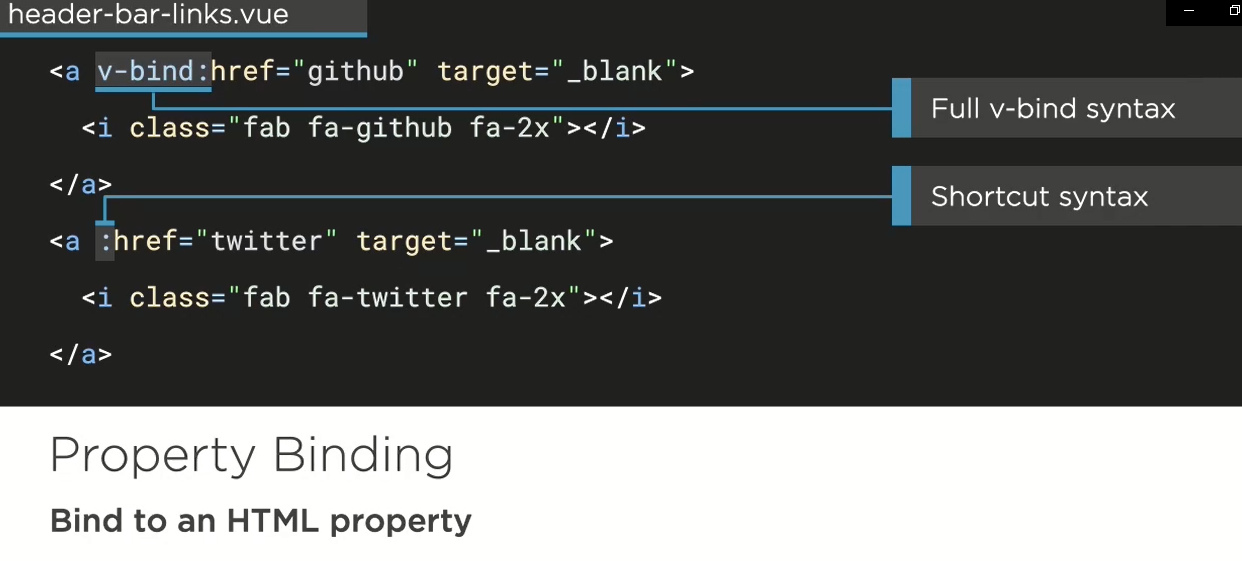 header-bar-links.vue
<a v-bind:href="github" target="_blank">
Full v-bind syntax
<i class="fab fa-github fa-2x"></i>
</a>
Shortcut syntax
<a :href="twitter" target="_blank">
<i class="fab fa-twitter fa-2x"></i>
</a>
Property Binding
Bind to an HTML property